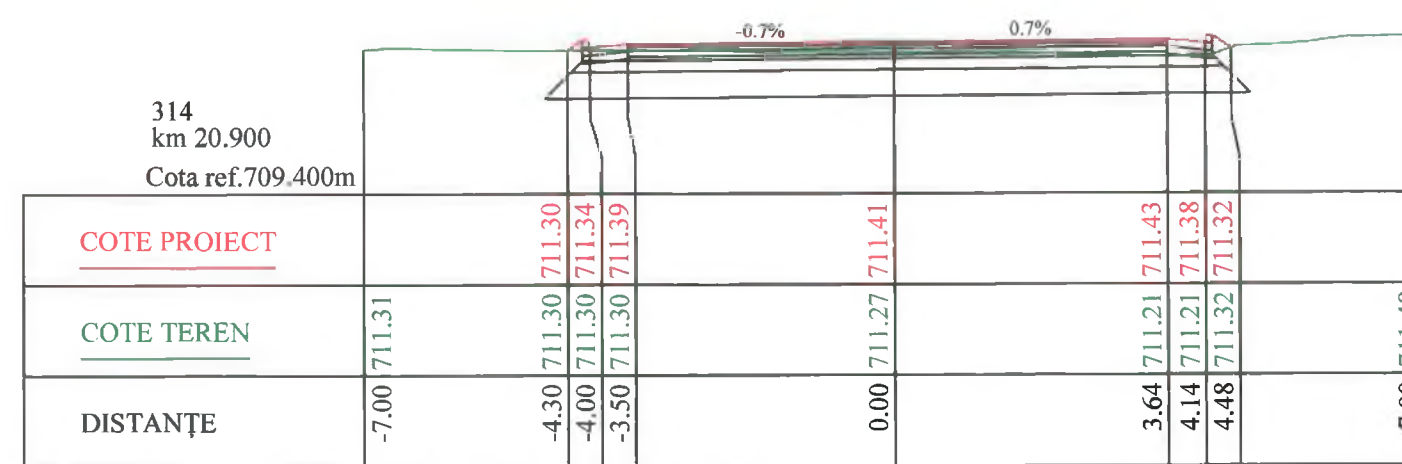 -0.7% 0.7%
314
km 20.900
Cota ref.709.400m
COTE PROIECT 711.30 711.34 711.39 711.41 711.43 711.38 711.32
COTE TEREN 711.31 711.30 711.30 711.30 711.27 711.21 711.21 711.32
DISTANȚE -7.00 -4.30 -4.00 -3.50 0.00 3.64 4.14 4.48